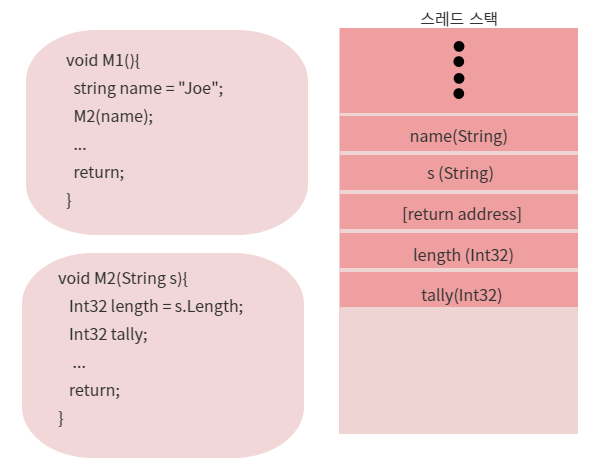 void M1(){
string name = "Joe";
M2(name);
...
return;
}
void M2(String s){
Int32 length = s.Length;
Int32 tally;
...
return;
}
스레드 스택
name(String)
s (String)
[return address]
length (Int32)
tally(Int32)